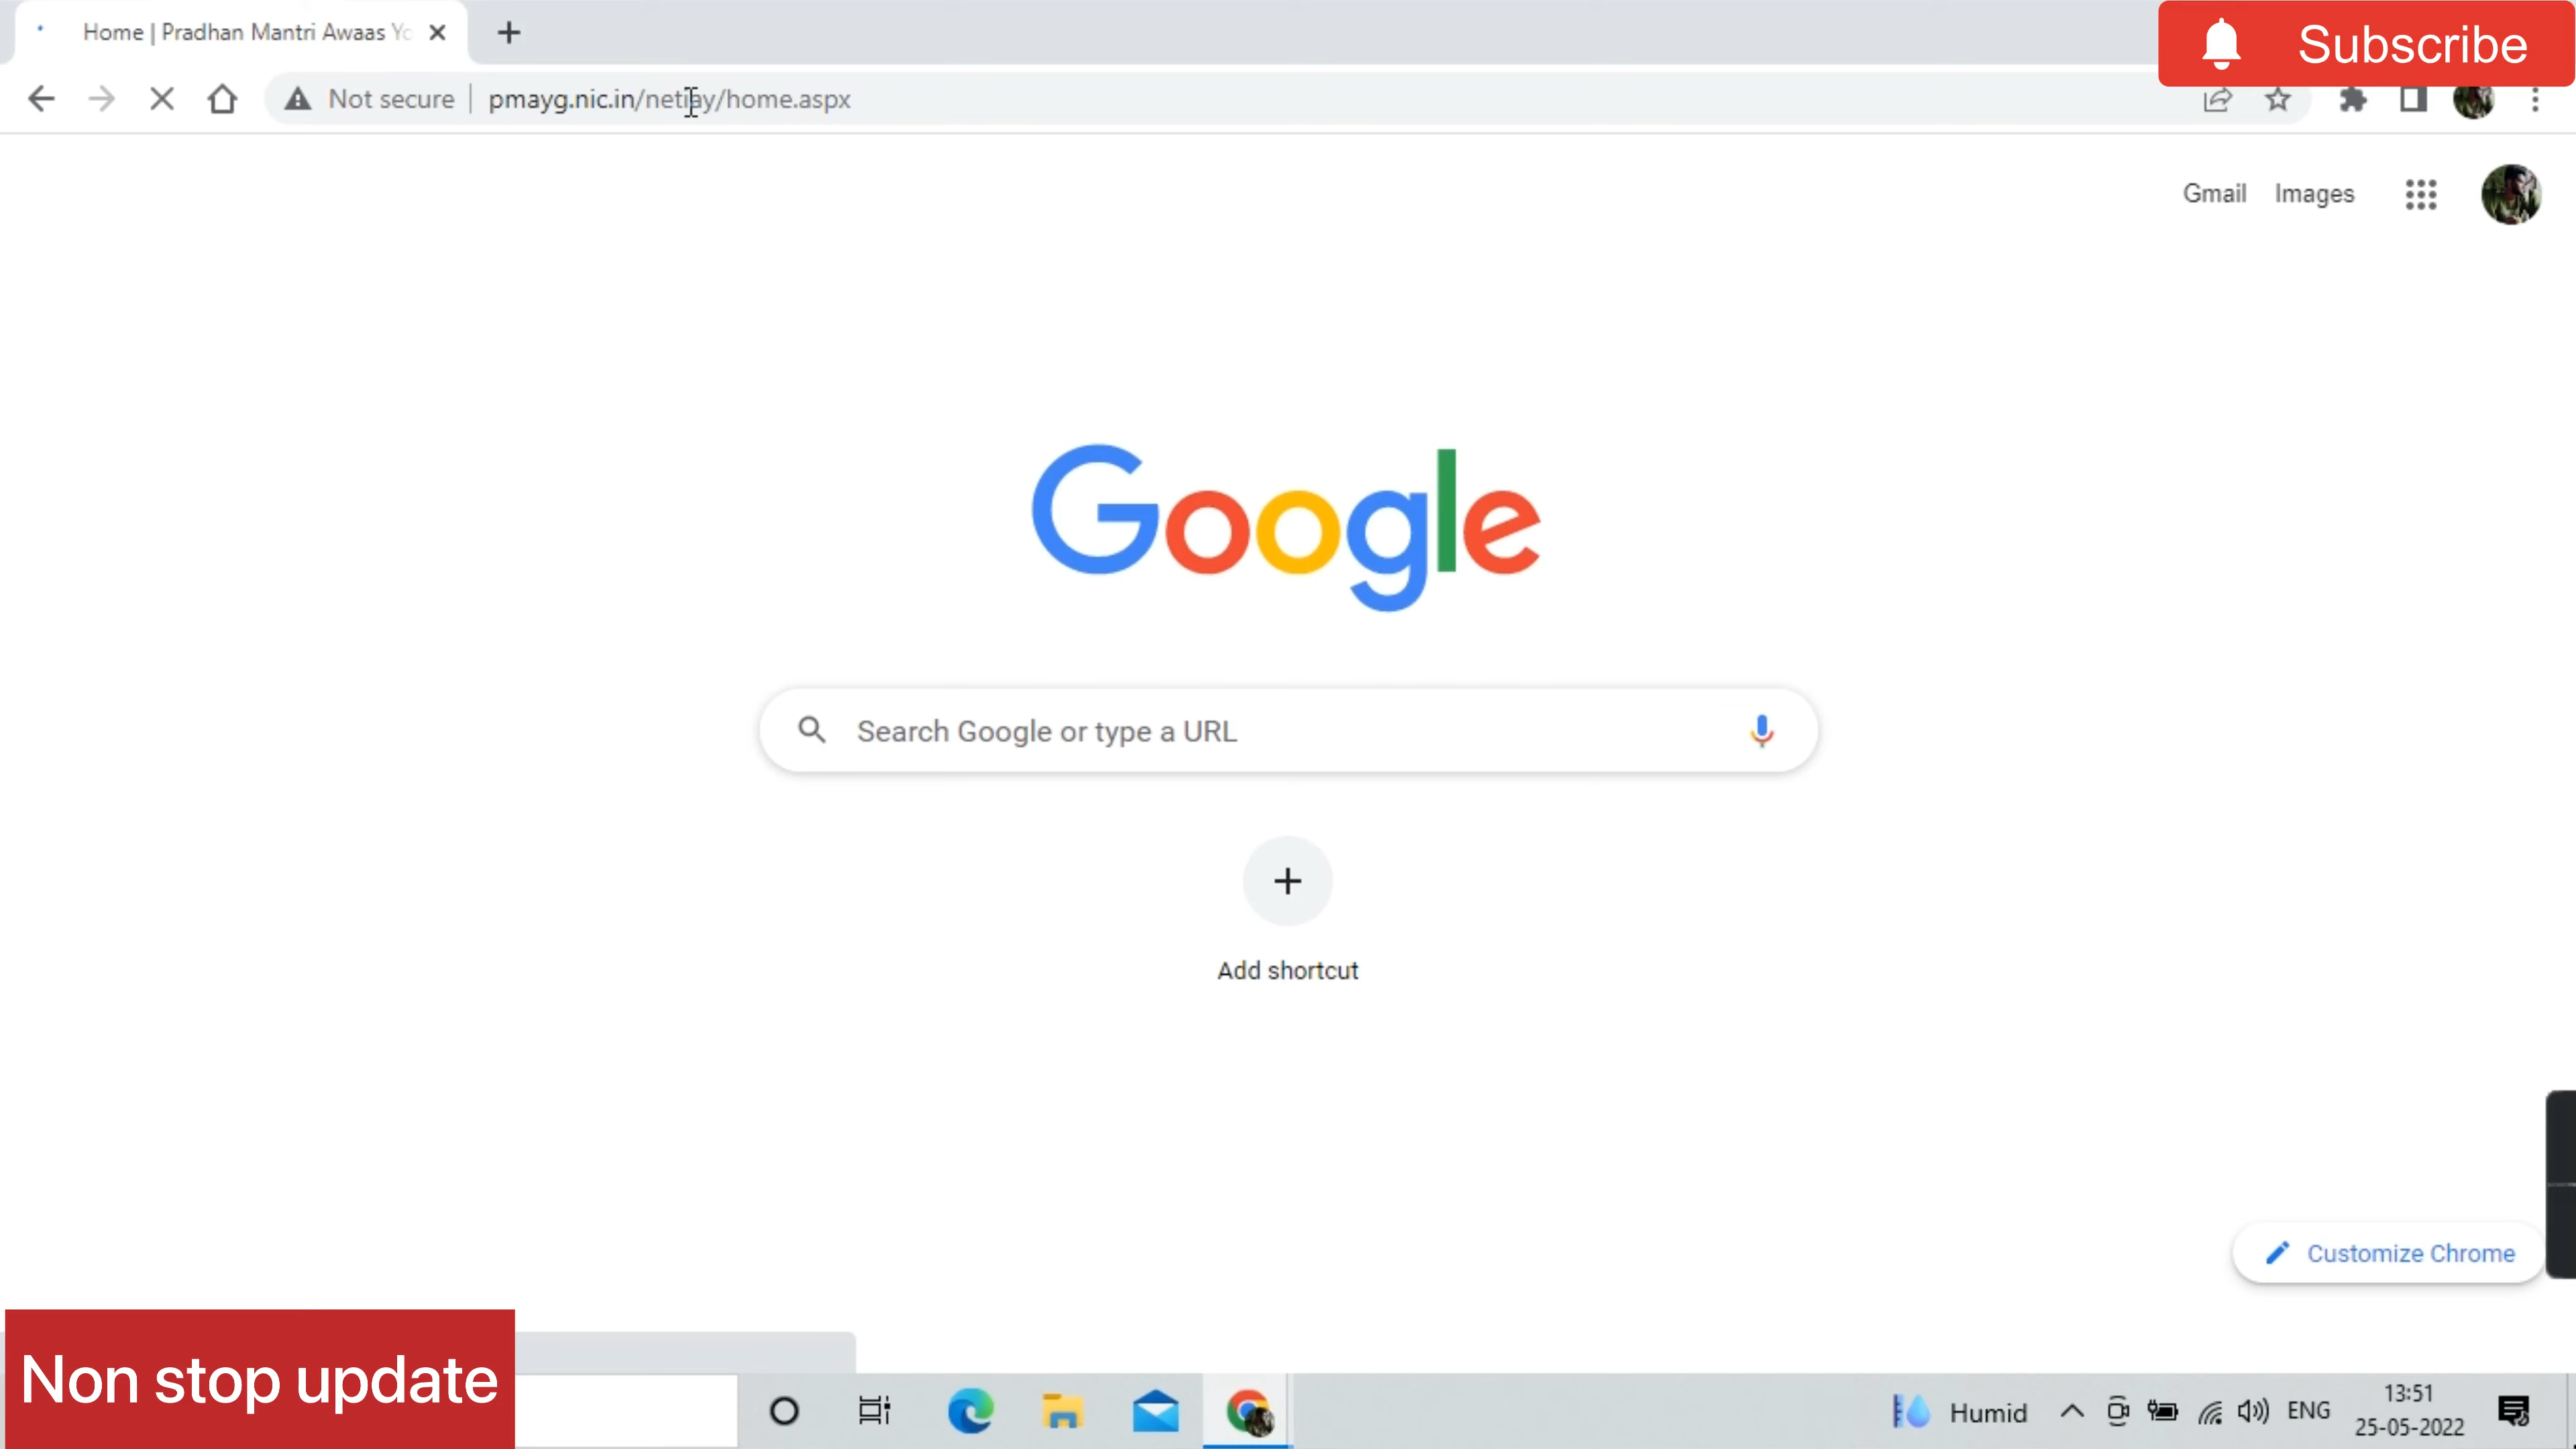 Home | Pradhan Mantri Awaas Yo
Subscribe
Not secure | pmayg.nic.in/netiay/home.aspx
Gmail Images
Google
Search Google or type a URL
Add shortcut
Customize Chrome
Non stop update
Humid
ENG
13:51
25-05-2022